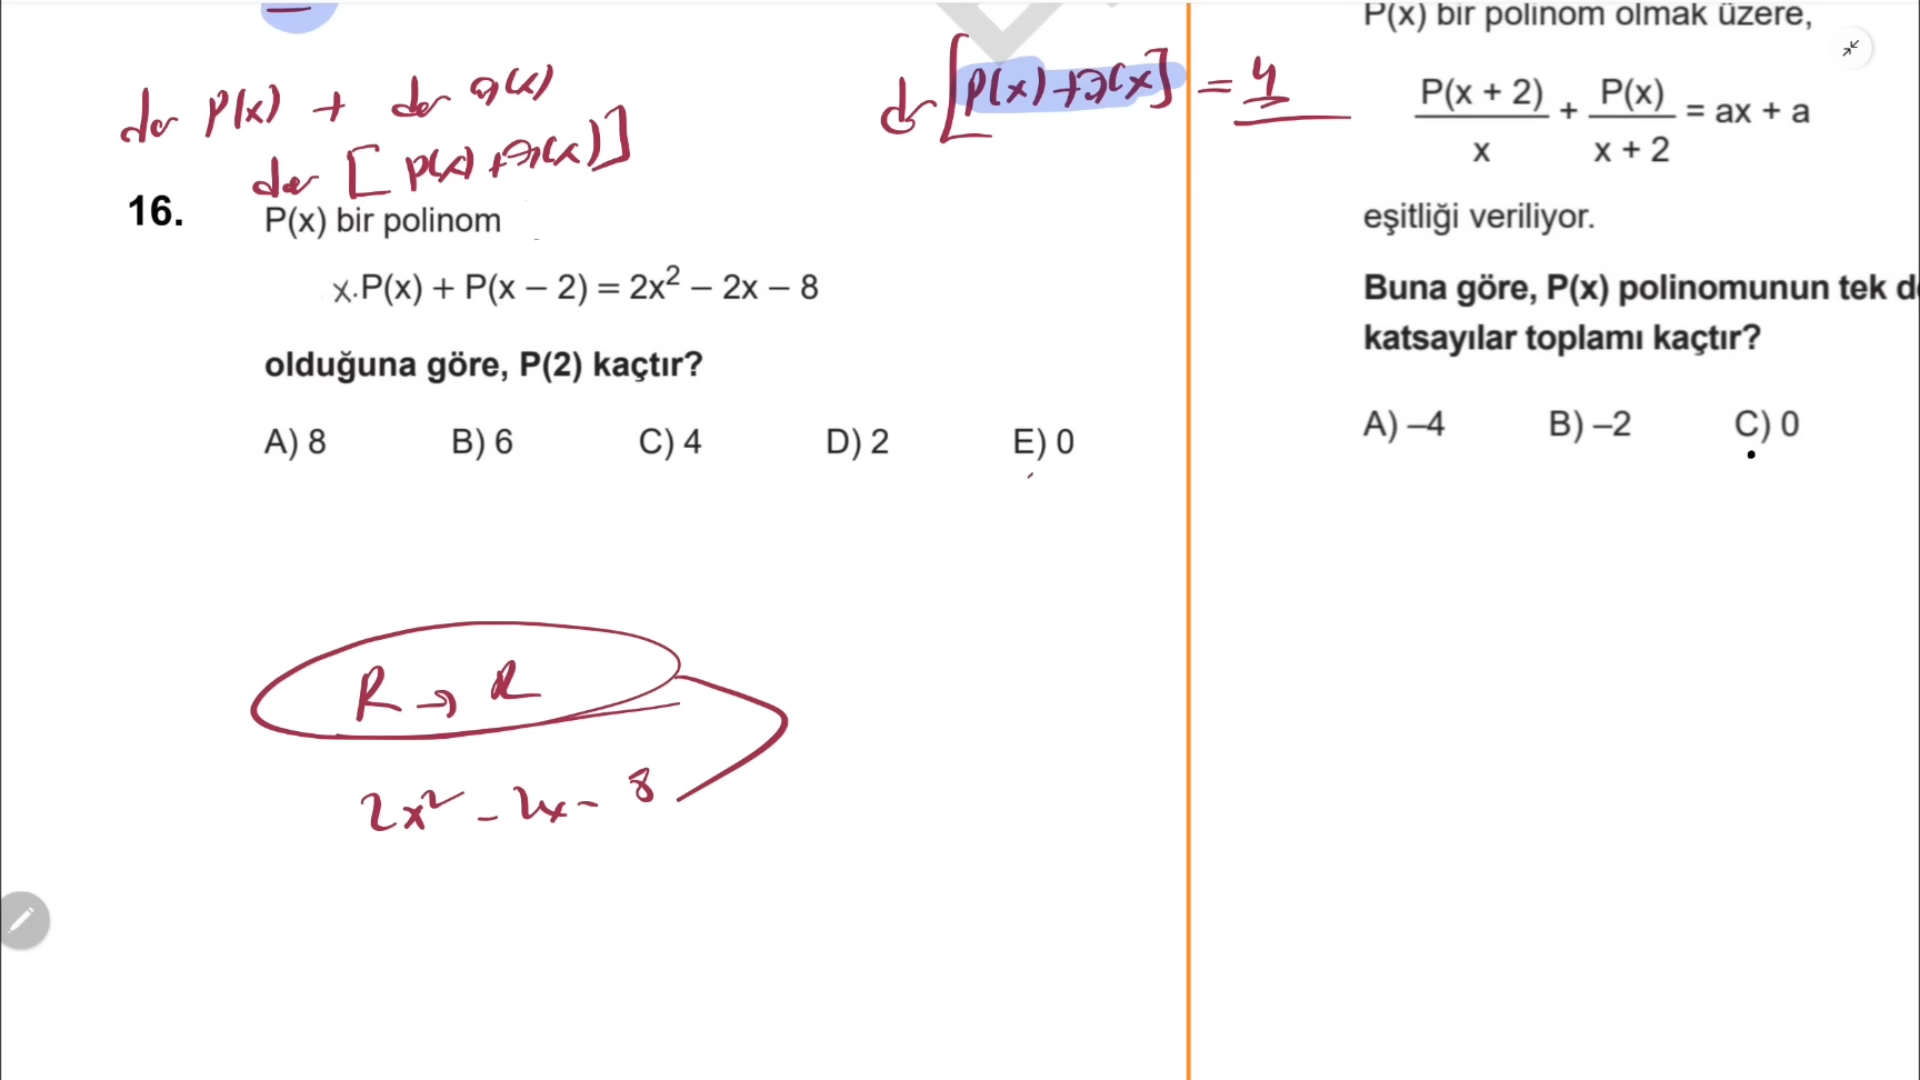 der P(x) + der Q(x)
der [P(x) + Q(x)]
d[P(x)+Q(x)] = 4
16.
P(x) bir polinom
x.P(x) + P(x – 2) = 2x² – 2x – 8
olduğuna göre, P(2) kaçtır?
A) 8 B) 6 C) 4 D) 2 E) 0
R → R
2x² – 2x – 8
P(x) bir polinom olmak üzere,
P(x + 2)/x + P(x)/x + 2 = ax + a
eşitliği veriliyor.
Buna göre, P(x) polinomunun tek d
katsayılar toplamı kaçtır?
A) –4 B) –2 C) 0